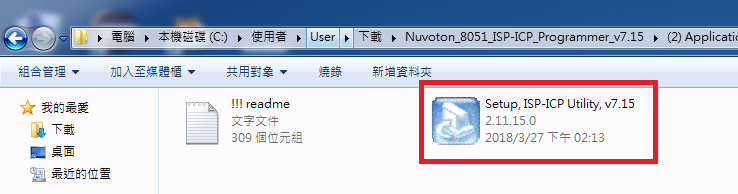 電腦 ▸ 本機磁碟 (C:) ▸ 使用者 ▸ User ▸ 下載 ▸ Nuvoton_8051_ISP-ICP_Programmer_v7.15 ▸ (2) Applicatio
組合管理 加入至媒體櫃 共用對象 燒錄 新增資料夾
我的最愛
下載
桌面
最近的位置
!!! readme
文字文件
309 個位元組
Setup, ISP-ICP Utility, v7.15
2.11.15.0
2018/3/27 下午 02:13